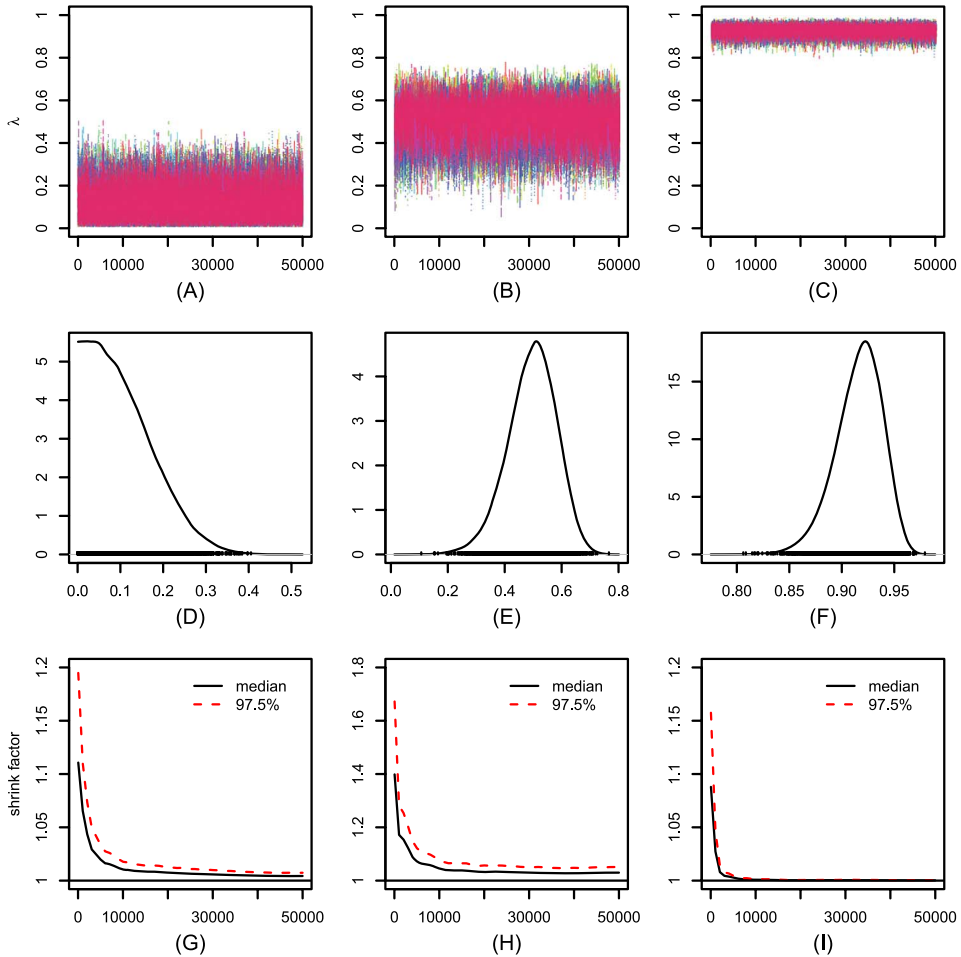 λ
0 0.2 0.4 0.6 0.8 1
0 10000 30000 50000
(A)
0 0.2 0.4 0.6 0.8 1
0 10000 30000 50000
(B)
0 0.2 0.4 0.6 0.8 1
0 10000 30000 50000
(C)
0 1 2 3 4 5
0.0 0.1 0.2 0.3 0.4 0.5
(D)
0 1 2 3 4
0.0 0.2 0.4 0.6 0.8
(E)
0 5 10 15
0.80 0.85 0.90 0.95
(F)
shrink factor
1 1.05 1.1 1.15 1.2
median
97.5%
0 10000 30000 50000
(G)
1 1.2 1.4 1.6 1.8
median
97.5%
0 10000 30000 50000
(H)
1 1.05 1.1 1.15 1.2
median
97.5%
0 10000 30000 50000
(I)